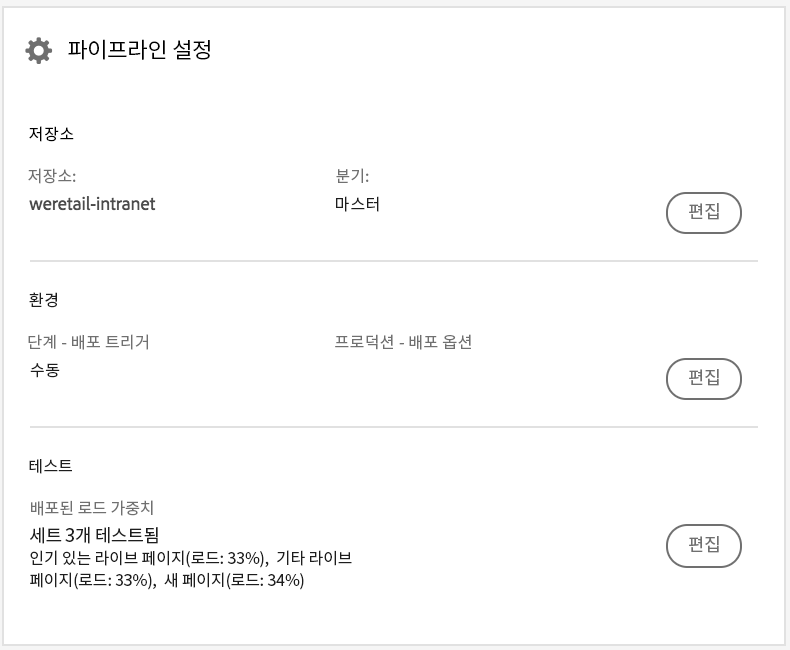 파이프라인 설정
저장소
저장소: 분기:
weretail-intranet 마스터
편집
환경
단계 - 배포 트리거 프로덕션 - 배포 옵션
수동
편집
테스트
배포된 로드 가중치
세트 3개 테스트됨
인기 있는 라이브 페이지(로드: 33%), 기타 라이브
페이지(로드: 33%), 새 페이지(로드: 34%)
편집